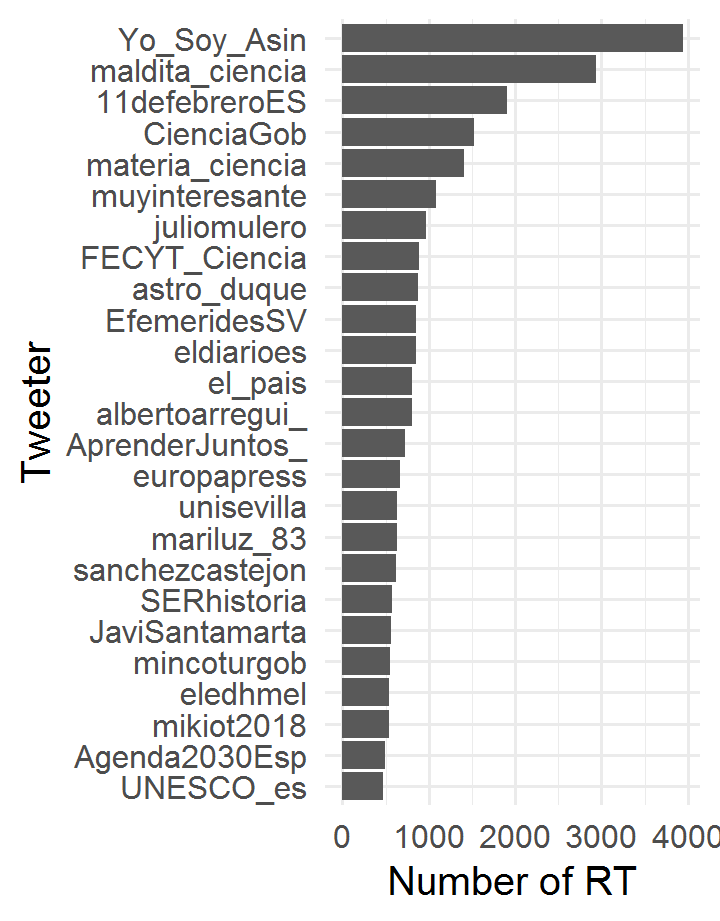 Yo_Soy_Asin
maldita_ciencia
11defebreroES
CienciaGob
materia_ciencia
muyinteresante
juliomulero
FECYT_Ciencia
astro_duque
EfemeridesSV
eldiarioes
el_pais
albertoarregui_
AprenderJuntos_
europapress
unisevilla
mariluz_83
sanchezcastejon
SERhistoria
JaviSantamarta
mincoturgob
eledhmel
mikiot2018
Agenda2030Esp
UNESCO_es
Tweeter
0 1000 2000 3000 4000
Number of RT